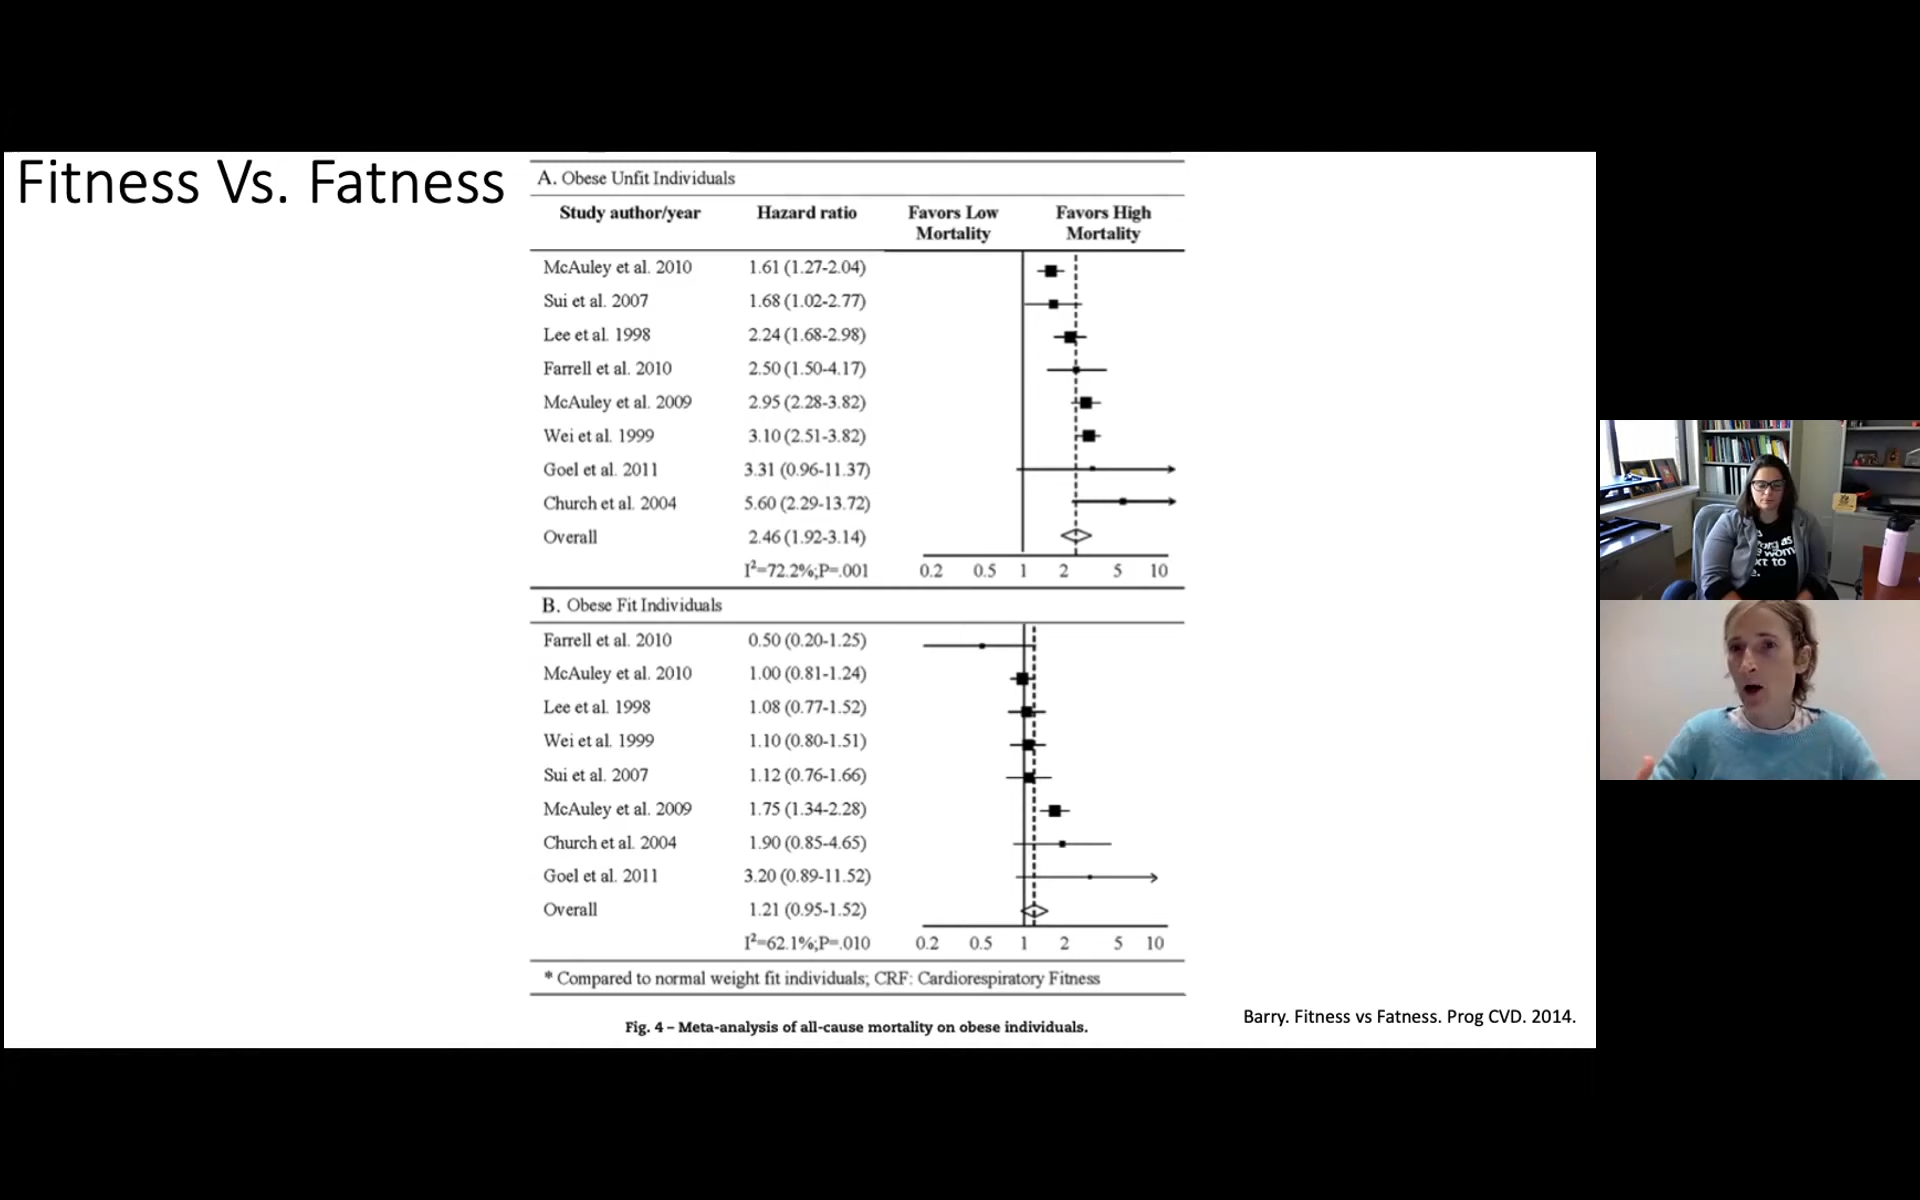 Fitness Vs. Fatness
A. Obese Unfit Individuals
Study author/year Hazard ratio Favors Low Mortality Favors High Mortality
McAuley et al. 2010 1.61 (1.27-2.04)
Sui et al. 2007 1.68 (1.02-2.77)
Lee et al. 1998 2.24 (1.68-2.98)
Farrell et al. 2010 2.50 (1.50-4.17)
McAuley et al. 2009 2.95 (2.28-3.82)
Wei et al. 1999 3.10 (2.51-3.82)
Goel et al. 2011 3.31 (0.96-11.37)
Church et al. 2004 5.60 (2.29-13.72)
Overall 2.46 (1.92-3.14)
I²=72.2%;P=.001 0.2 0.5 1 2 5 10
B. Obese Fit Individuals
Farrell et al. 2010 0.50 (0.20-1.25)
McAuley et al. 2010 1.00 (0.81-1.24)
Lee et al. 1998 1.08 (0.77-1.52)
Wei et al. 1999 1.10 (0.80-1.51)
Sui et al. 2007 1.12 (0.76-1.66)
McAuley et al. 2009 1.75 (1.34-2.28)
Church et al. 2004 1.90 (0.85-4.65)
Goel et al. 2011 3.20 (0.89-11.52)
Overall 1.21 (0.95-1.52)
I²=62.1%;P=.010 0.2 0.5 1 2 5 10
* Compared to normal weight fit individuals; CRF: Cardiorespiratory Fitness
Fig. 4 – Meta-analysis of all-cause mortality on obese individuals.
Barry. Fitness vs Fatness. Prog CVD. 2014.
as
wom
xt to